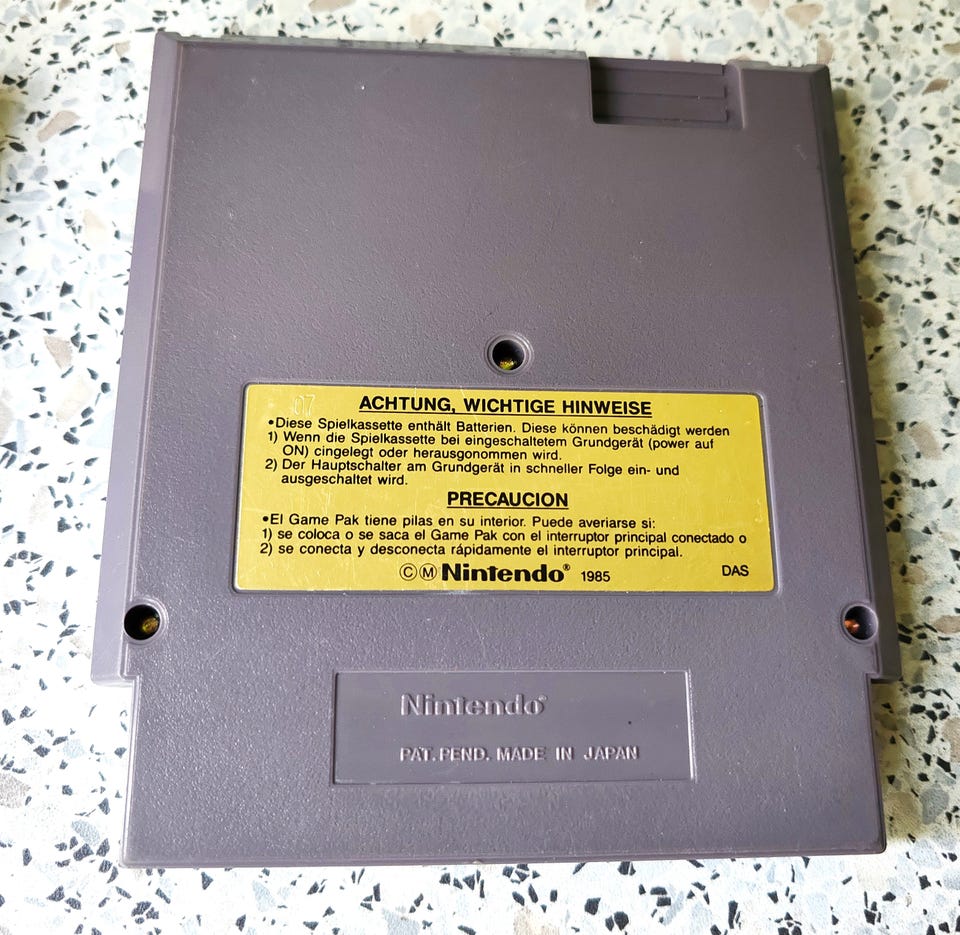 07
ACHTUNG, WICHTIGE HINWEISE
•Diese Spielkassette enthält Batterien. Diese können beschädigt werden
1) Wenn die Spielkassette bei eingeschaltetem Grundgerät (power auf
ON) cingelegt oder herausgonommen wird.
2) Der Hauptschalter am Grundgerät in schneller Folge ein- und
ausgeschaltet wird.
PRECAUCION
•El Game Pak tiene pilas en su interior. Puede averiarse si:
1) se coloca o se saca el Game Pak con el interruptor principal conectado o
2) se conecta y desconecta rápidamente el interruptor principal.
ⒸⓂ Nintendo® 1985 DAS
Nintendo®
PAT. PEND. MADE IN JAPAN